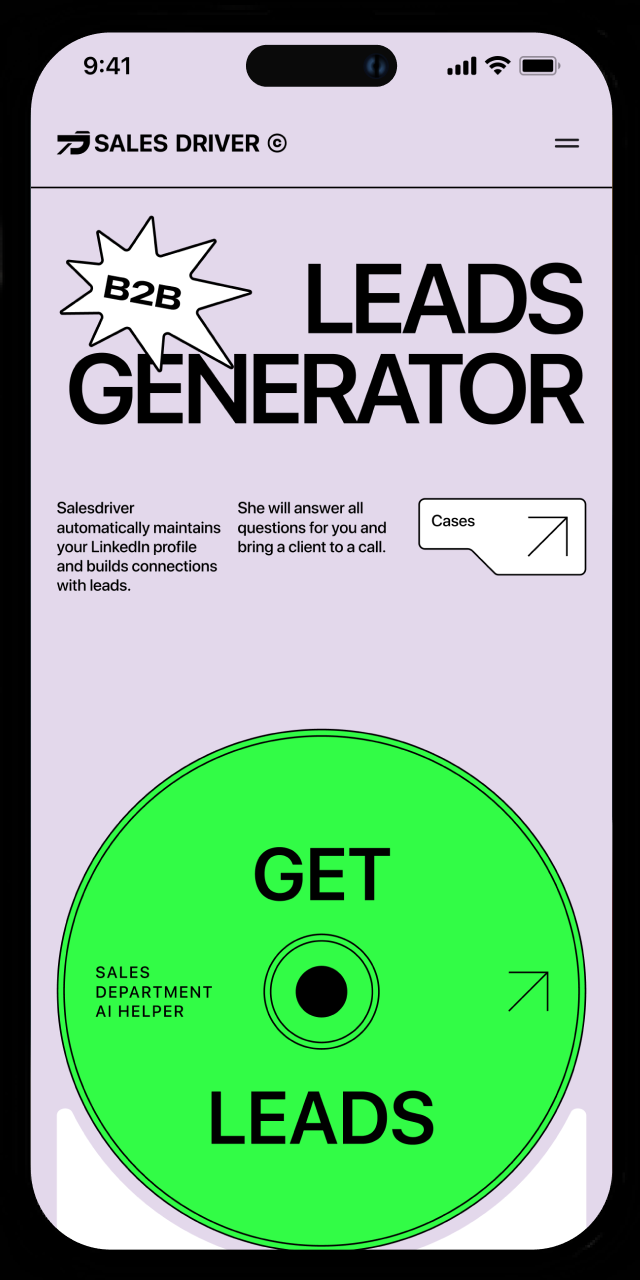 9:41
SALES DRIVER ©
B2B
LEADS
GENERATOR
Salesdriver
automatically maintains
your LinkedIn profile
and builds connections
with leads.
She will answer all
questions for you and
bring a client to a call.
Cases
GET
SALES
DEPARTMENT
AI HELPER
LEADS